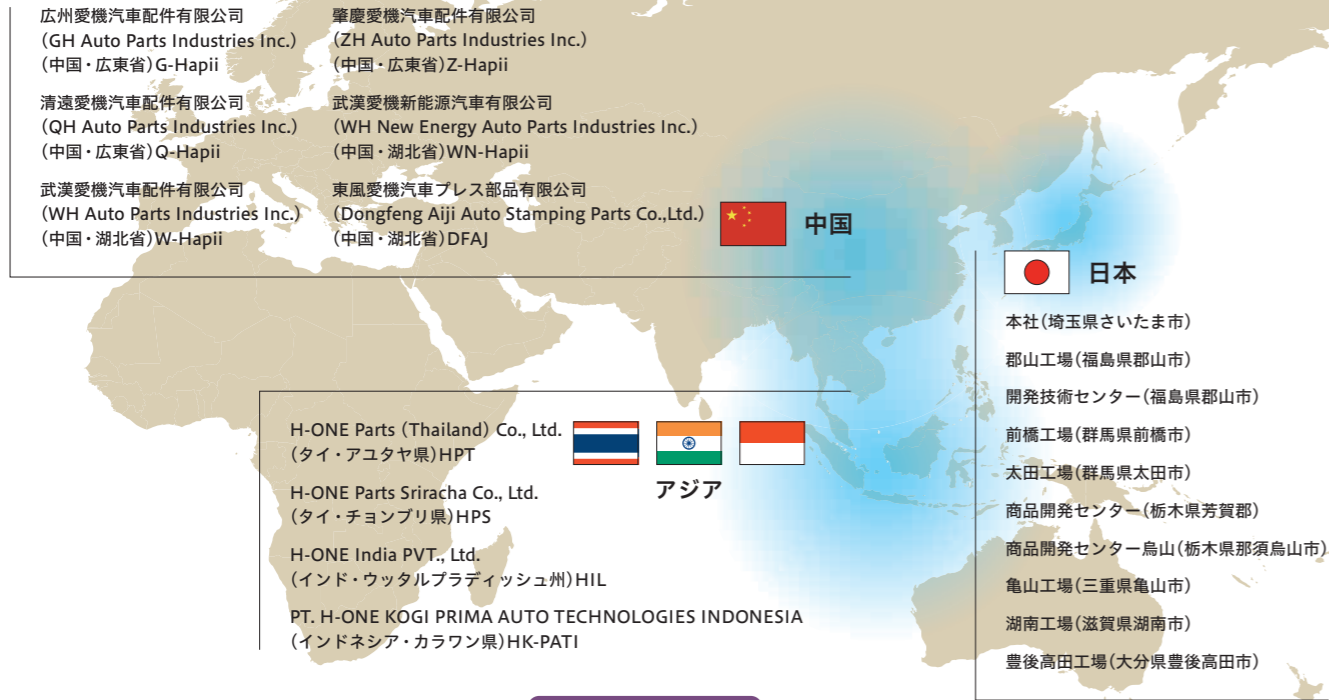 広州愛機汽車配件有限公司
(GH Auto Parts Industries Inc.)
(中国・広東省)G-Hapii
清遠愛機汽車配件有限公司
(QH Auto Parts Industries Inc.)
(中国・広東省)Q-Hapii
武漢愛機汽車配件有限公司
(WH Auto Parts Industries Inc.)
(中国・湖北省)W-Hapii
肇慶愛機汽車配件有限公司
(ZH Auto Parts Industries Inc.)
(中国・広東省)Z-Hapii
武漢愛機新能源汽車有限公司
(WH New Energy Auto Parts Industries Inc.)
(中国・湖北省)WN-Hapii
東風愛機汽車プレス部品有限公司
(Dongfeng Aiji Auto Stamping Parts Co.,Ltd.)
(中国・湖北省)DFAJ
中国
H-ONE Parts (Thailand) Co., Ltd.
(タイ・アユタヤ県)HPT
H-ONE Parts Sriracha Co., Ltd.
(タイ・チョンブリ県)HPS
H-ONE India PVT., Ltd.
(インド・ウッタルプラディッシュ州)HIL
PT. H-ONE KOGI PRIMA AUTO TECHNOLOGIES INDONESIA
(インドネシア・カラワン県)HK-PATI
アジア
日本
本社(埼玉県さいたま市)
郡山工場(福島県郡山市)
開発技術センター(福島県郡山市)
前橋工場(群馬県前橋市)
太田工場(群馬県太田市)
商品開発センター(栃木県芳賀郡)
商品開発センター烏山(栃木県那須烏山市)
亀山工場(三重県亀山市)
湖南工場(滋賀県湖南市)
豊後高田工場(大分県豊後高田市)